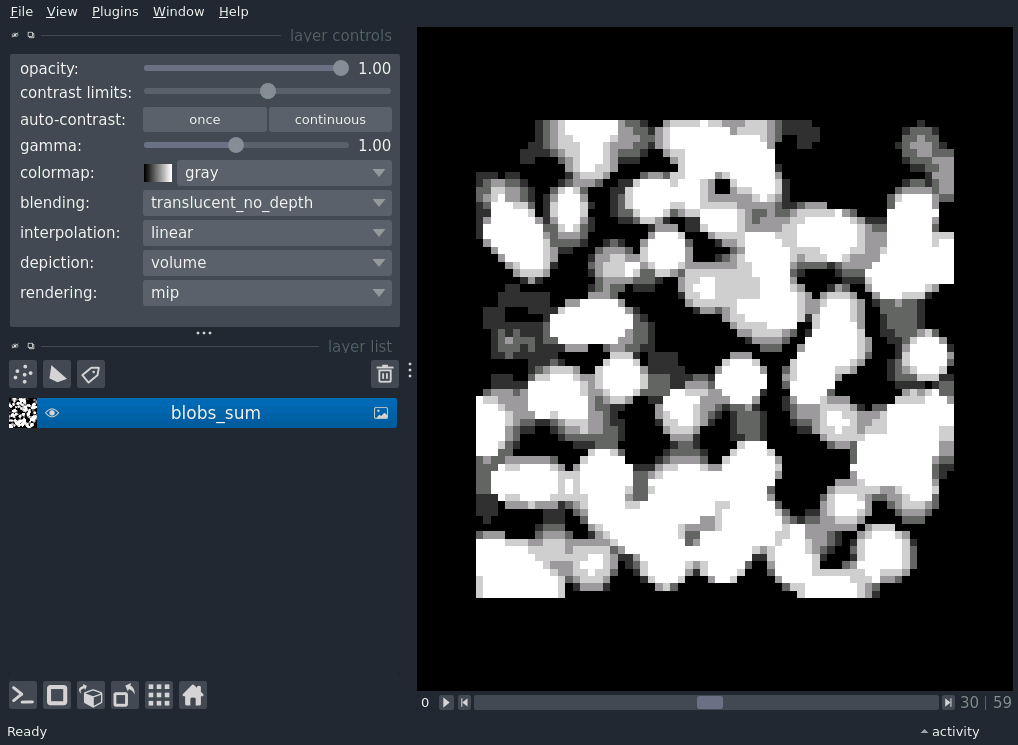 File View Plugins Window Help
layer controls
opacity: 1.00
contrast limits:
auto-contrast: once continuous
gamma: 1.00
colormap: gray
blending: translucent_no_depth
interpolation: linear
depiction: volume
rendering: mip
layer list
blobs_sum
0 30 | 59
Ready activity